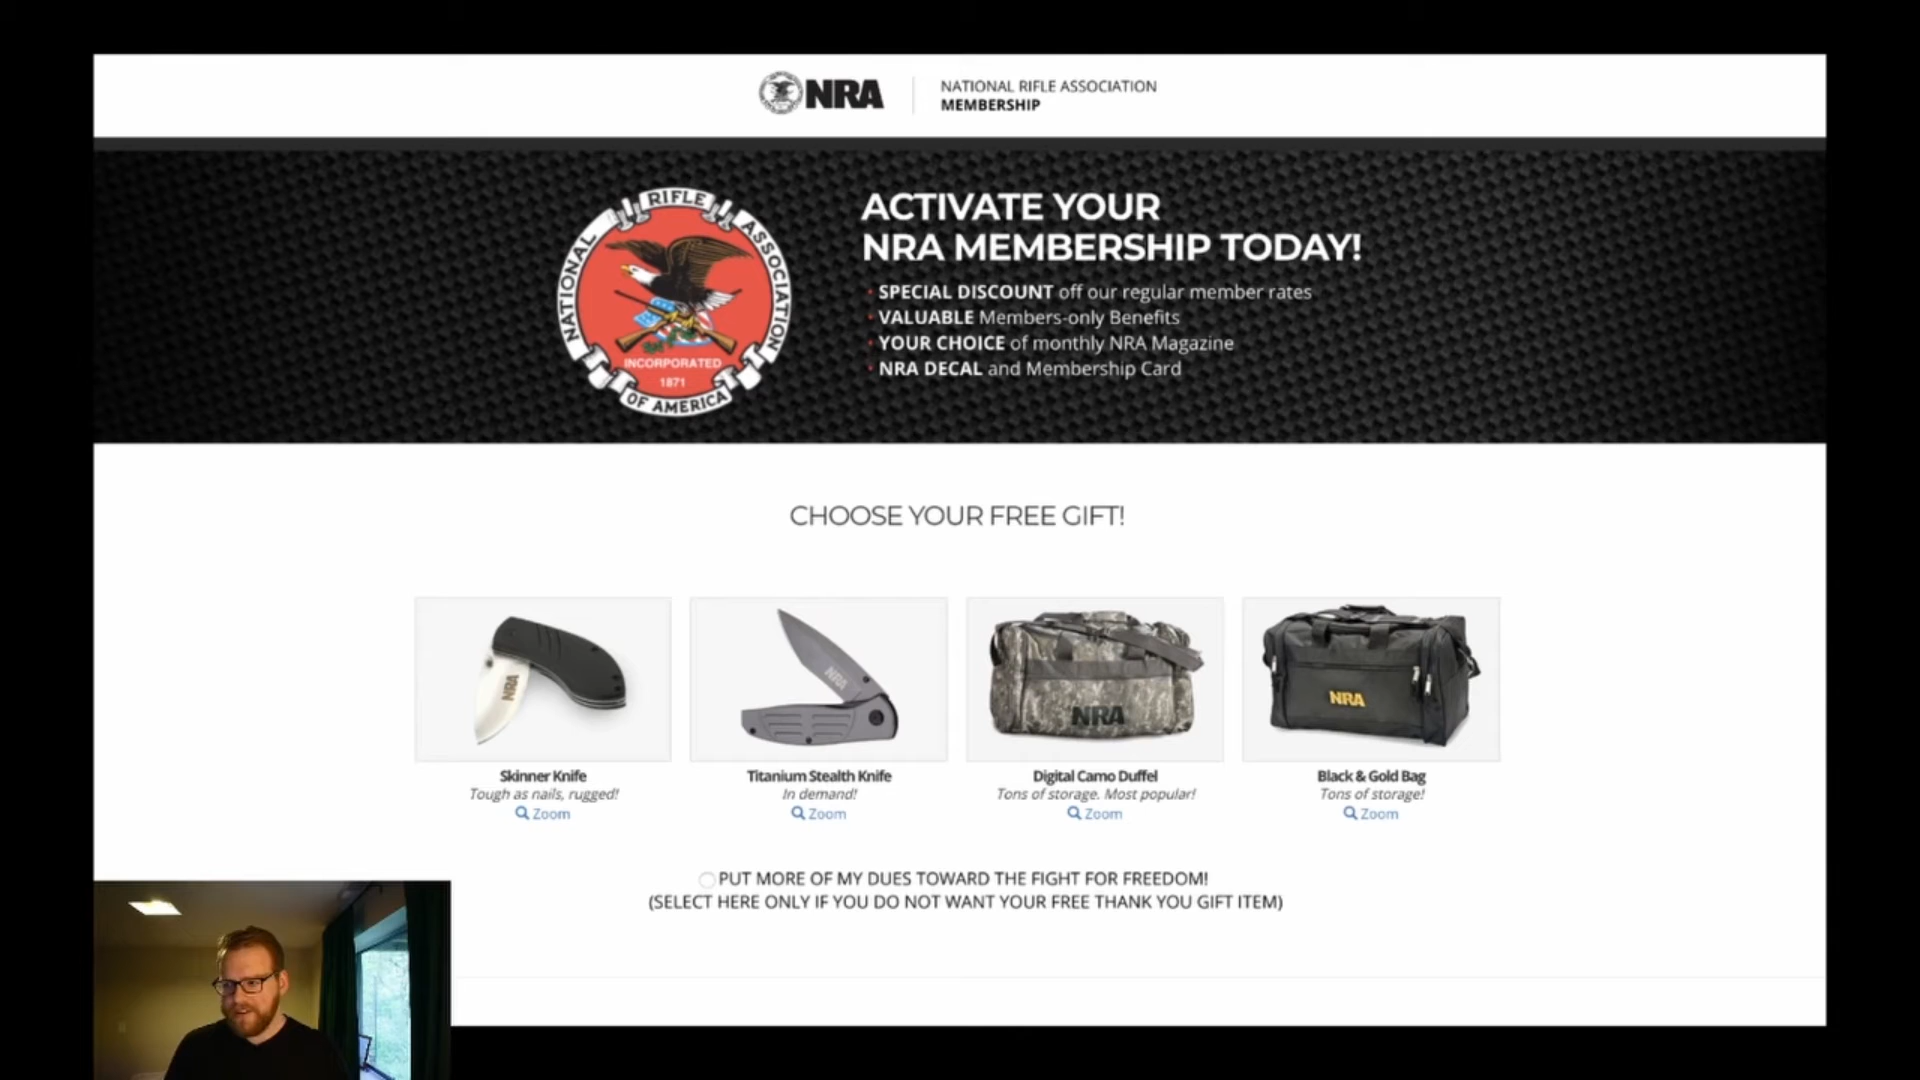 NRA
NATIONAL RIFLE ASSOCIATION
MEMBERSHIP
NATIONAL RIFLE ASSOCIATION
INCORPORATED
1871
OF AMERICA
ACTIVATE YOUR
NRA MEMBERSHIP TODAY!
· SPECIAL DISCOUNT off our regular member rates
· VALUABLE Members-only Benefits
· YOUR CHOICE of monthly NRA Magazine
· NRA DECAL and Membership Card
CHOOSE YOUR FREE GIFT!
NRA
NRA
NRA
NRA
Skinner Knife
Tough as nails, rugged!
Zoom
Titanium Stealth Knife
In demand!
Zoom
Digital Camo Duffel
Tons of storage. Most popular!
Zoom
Black & Gold Bag
Tons of storage!
Zoom
PUT MORE OF MY DUES TOWARD THE FIGHT FOR FREEDOM!
(SELECT HERE ONLY IF YOU DO NOT WANT YOUR FREE THANK YOU GIFT ITEM)